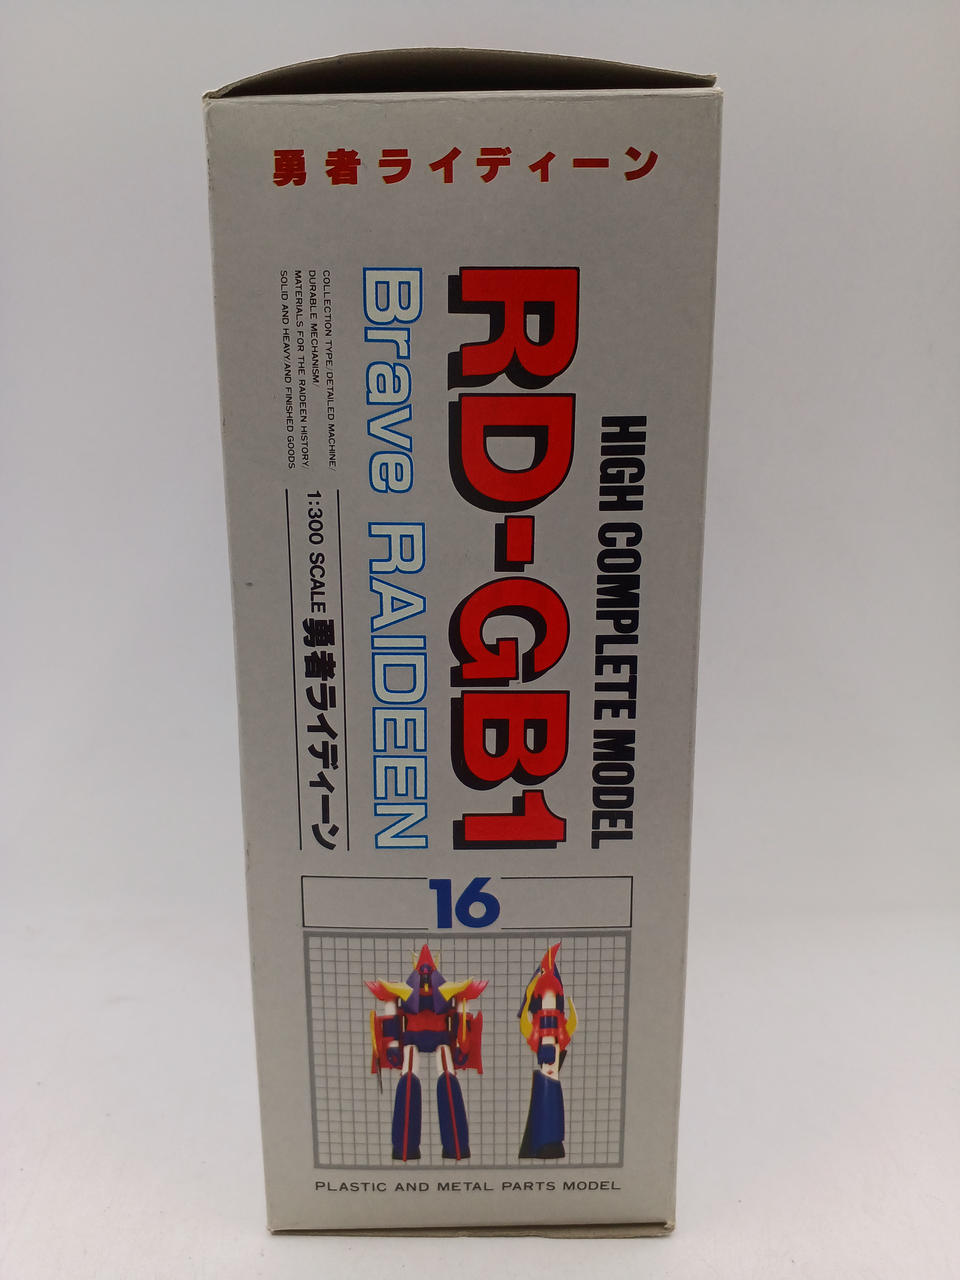 勇者ライディーン
HIGH COMPLETE MODEL
RD-GB1
Brave RAIDEEN
COLLECTION TYPE/DETAILED MACHINE/
DURABLE MECHANISM/
MATERIALS FOR THE RAIDEEN HISTORY/
SOLID AND HEAVY/AND FINISHED GOODS
1:300 SCALE 勇者ライディーン
16
PLASTIC AND METAL PARTS MODEL